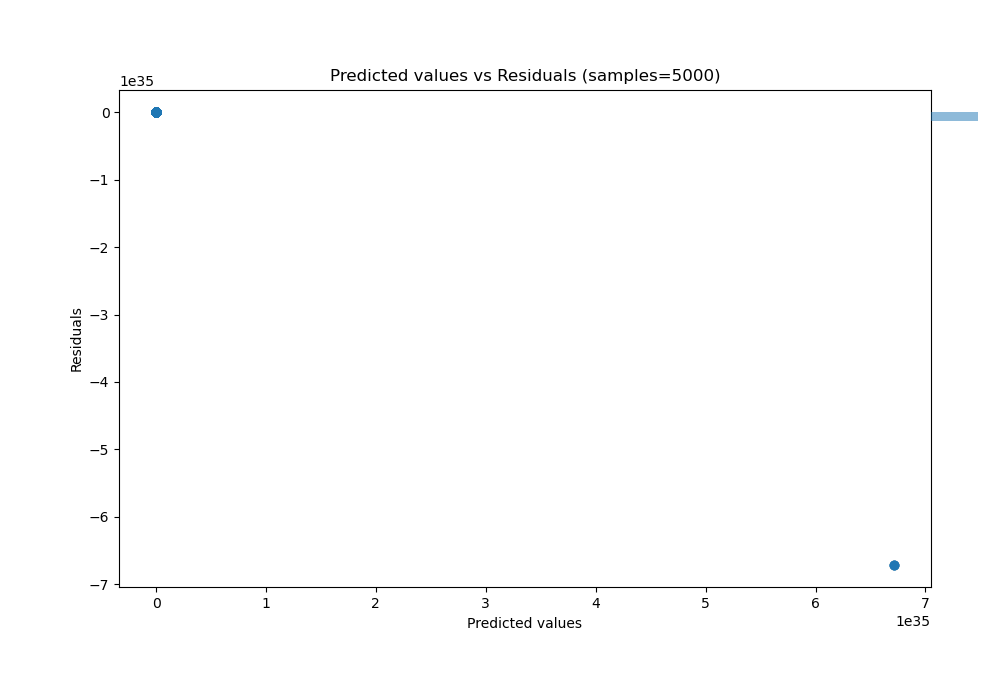 Predicted values vs Residuals (samples=5000)
1e35
0
−1
−2
−3
−4
−5
−6
−7
Residuals
0 1 2 3 4 5 6 7
1e35
Predicted values